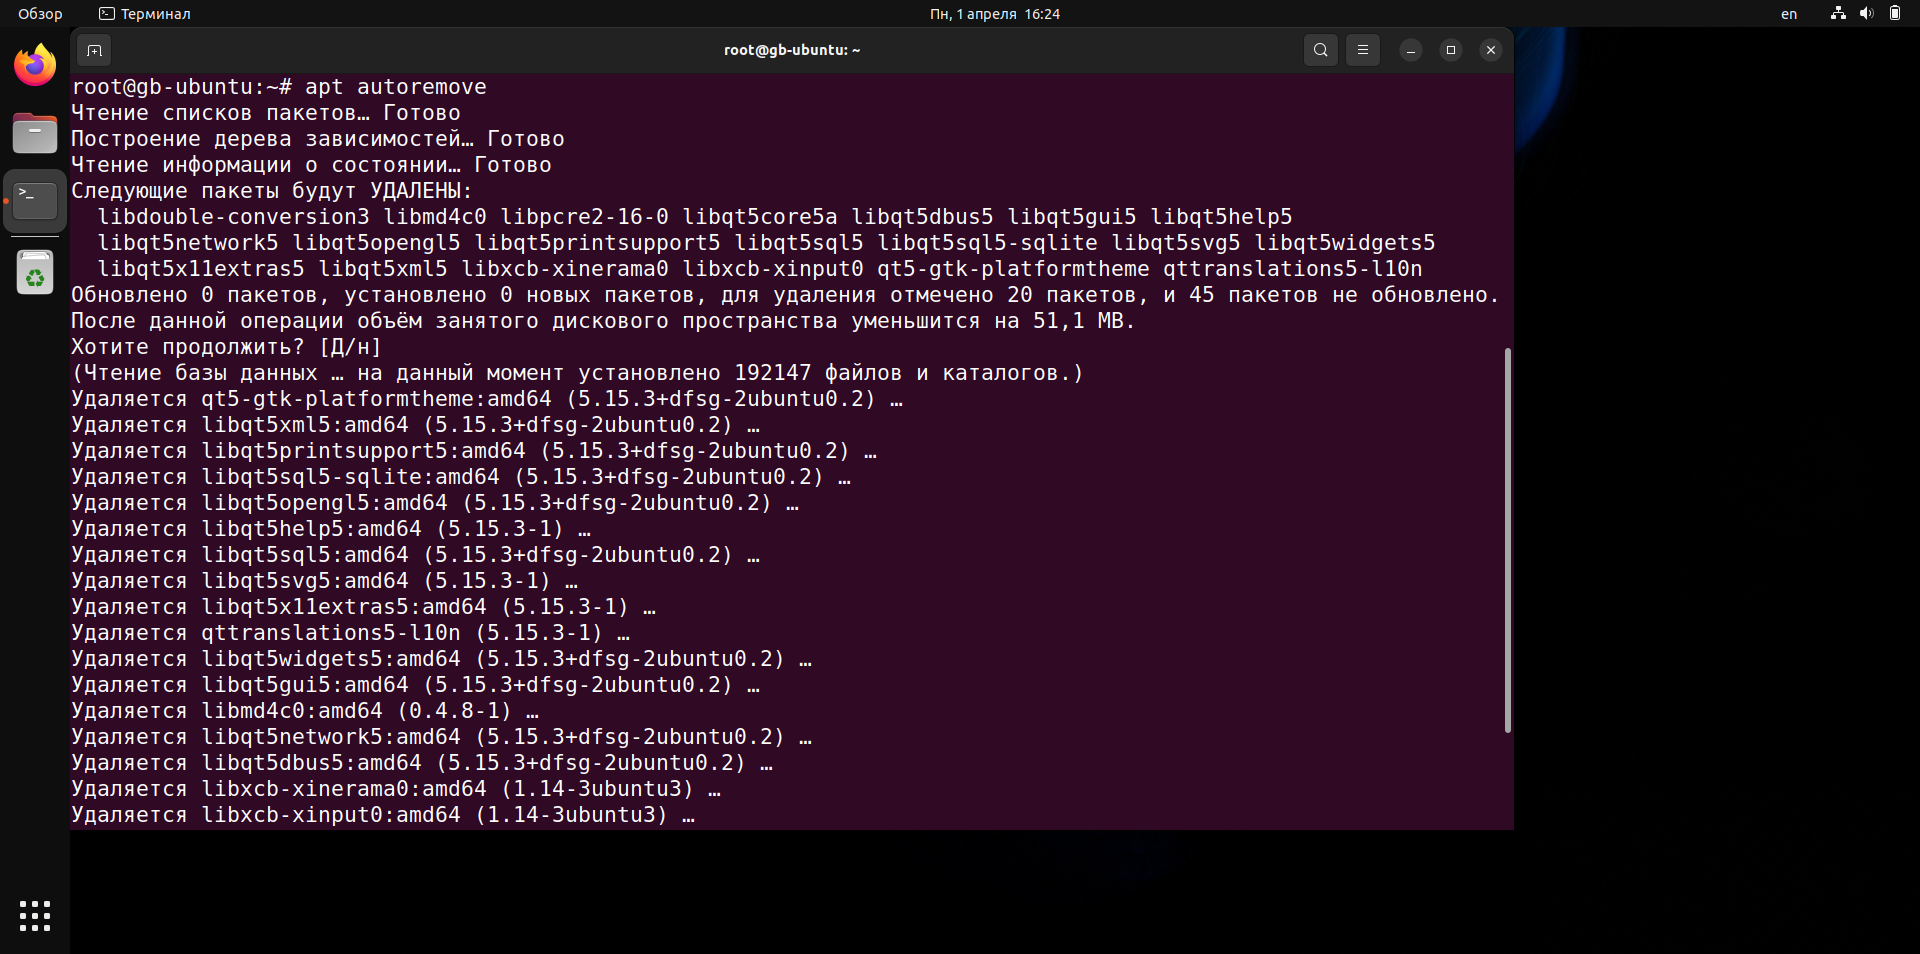 Обзор
Терминал
Пн, 1 апреля 16:24
en
root@gb-ubuntu: ~
root@gb-ubuntu:~# apt autoremove
Чтение списков пакетов… Готово
Построение дерева зависимостей… Готово
Чтение информации о состоянии… Готово
Следующие пакеты будут УДАЛЕНЫ:
libdouble-conversion3 libmd4c0 libpcre2-16-0 libqt5core5a libqt5dbus5 libqt5gui5 libqt5help5
libqt5network5 libqt5opengl5 libqt5printsupport5 libqt5sql5 libqt5sql5-sqlite libqt5svg5 libqt5widgets5
libqt5x11extras5 libqt5xml5 libxcb-xinerama0 libxcb-xinput0 qt5-gtk-platformtheme qttranslations5-l10n
Обновлено 0 пакетов, установлено 0 новых пакетов, для удаления отмечено 20 пакетов, и 45 пакетов не обновлено.
После данной операции объём занятого дискового пространства уменьшится на 51,1 MB.
Хотите продолжить? [Д/н]
(Чтение базы данных … на данный момент установлено 192147 файлов и каталогов.)
Удаляется qt5-gtk-platformtheme:amd64 (5.15.3+dfsg-2ubuntu0.2) …
Удаляется libqt5xml5:amd64 (5.15.3+dfsg-2ubuntu0.2) …
Удаляется libqt5printsupport5:amd64 (5.15.3+dfsg-2ubuntu0.2) …
Удаляется libqt5sql5-sqlite:amd64 (5.15.3+dfsg-2ubuntu0.2) …
Удаляется libqt5opengl5:amd64 (5.15.3+dfsg-2ubuntu0.2) …
Удаляется libqt5help5:amd64 (5.15.3-1) …
Удаляется libqt5sql5:amd64 (5.15.3+dfsg-2ubuntu0.2) …
Удаляется libqt5svg5:amd64 (5.15.3-1) …
Удаляется libqt5x11extras5:amd64 (5.15.3-1) …
Удаляется qttranslations5-l10n (5.15.3-1) …
Удаляется libqt5widgets5:amd64 (5.15.3+dfsg-2ubuntu0.2) …
Удаляется libqt5gui5:amd64 (5.15.3+dfsg-2ubuntu0.2) …
Удаляется libmd4c0:amd64 (0.4.8-1) …
Удаляется libqt5network5:amd64 (5.15.3+dfsg-2ubuntu0.2) …
Удаляется libqt5dbus5:amd64 (5.15.3+dfsg-2ubuntu0.2) …
Удаляется libxcb-xinerama0:amd64 (1.14-3ubuntu3) …
Удаляется libxcb-xinput0:amd64 (1.14-3ubuntu3) …